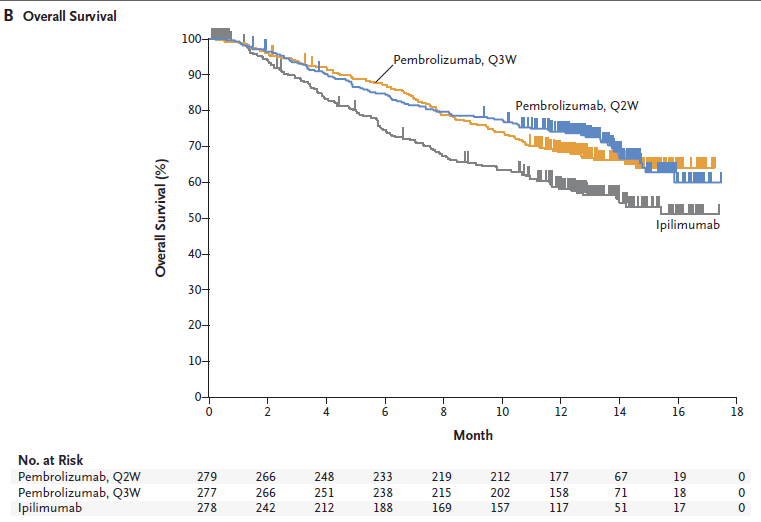 B Overall Survival
Overall Survival (%)
100
90
80
70
60
50
40
30
20
10
0
Pembrolizumab, Q3W
Pembrolizumab, Q2W
Ipilimumab
0 2 4 6 8 10 12 14 16 18
Month
No. at Risk
Pembrolizumab, Q2W 279 266 248 233 219 212 177 67 19 0
Pembrolizumab, Q3W 277 266 251 238 215 202 158 71 18 0
Ipilimumab 278 242 212 188 169 157 117 51 17 0